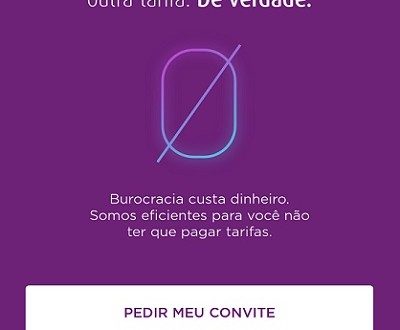 outra tarifa. De verdade.
Burocracia custa dinheiro.
Somos eficientes para você não
ter que pagar tarifas.
PEDIR MEU CONVITE